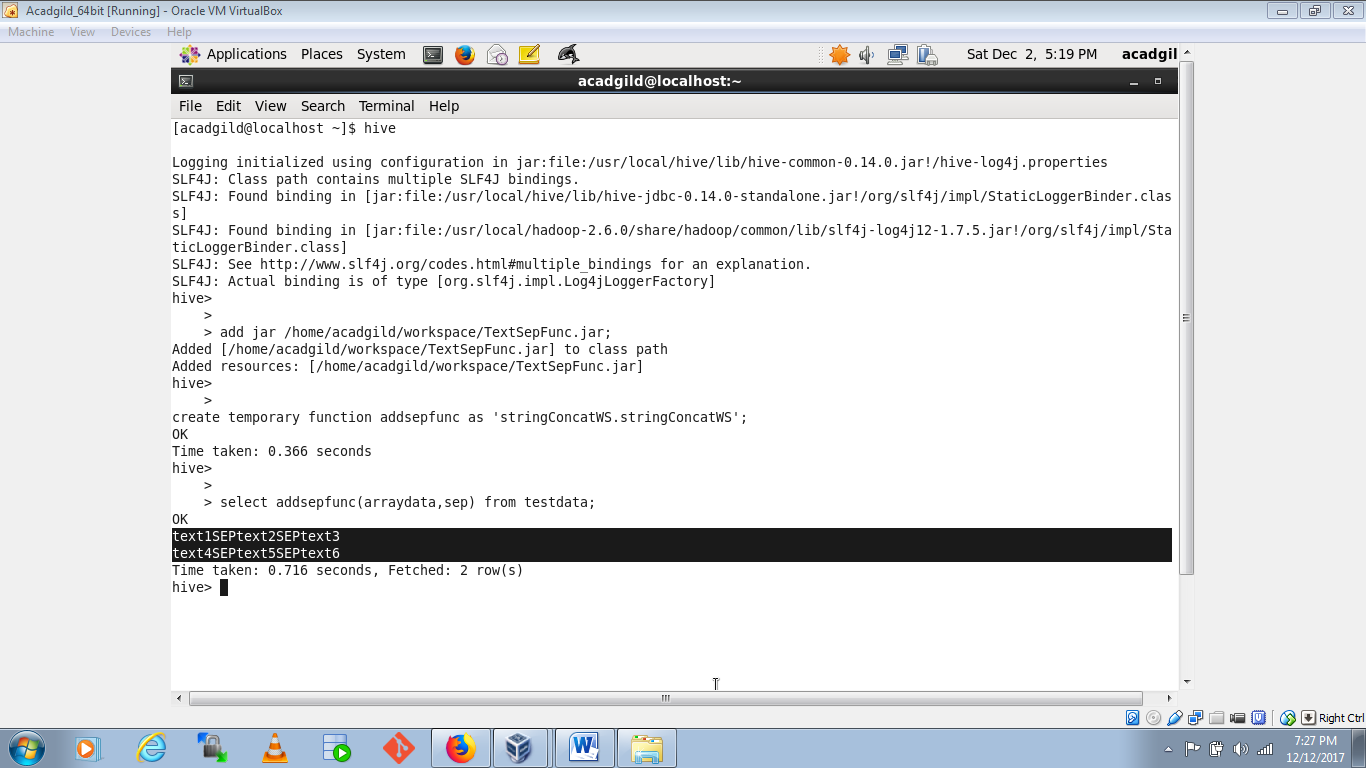 Acadgild_64bit [Running] - Oracle VM VirtualBox
Machine View Devices Help
Applications Places System
Sat Dec 2, 5:19 PM acadgil
acadgild@localhost:~
File Edit View Search Terminal Help
[acadgild@localhost ~]$ hive
Logging initialized using configuration in jar:file:/usr/local/hive/lib/hive-common-0.14.0.jar!/hive-log4j.properties
SLF4J: Class path contains multiple SLF4J bindings.
SLF4J: Found binding in [jar:file:/usr/local/hive/lib/hive-jdbc-0.14.0-standalone.jar!/org/slf4j/impl/StaticLoggerBinder.clas
s]
SLF4J: Found binding in [jar:file:/usr/local/hadoop-2.6.0/share/hadoop/common/lib/slf4j-log4j12-1.7.5.jar!/org/slf4j/impl/Sta
ticLoggerBinder.class]
SLF4J: See http://www.slf4j.org/codes.html#multiple_bindings for an explanation.
SLF4J: Actual binding is of type [org.slf4j.impl.Log4jLoggerFactory]
hive>
>
> add jar /home/acadgild/workspace/TextSepFunc.jar;
Added [/home/acadgild/workspace/TextSepFunc.jar] to class path
Added resources: [/home/acadgild/workspace/TextSepFunc.jar]
hive>
>
create temporary function addsepfunc as 'stringConcatWS.stringConcatWS';
OK
Time taken: 0.366 seconds
hive>
>
> select addsepfunc(arraydata,sep) from testdata;
OK
text1SEPtext2SEPtext3
text4SEPtext5SEPtext6
Time taken: 0.716 seconds, Fetched: 2 row(s)
hive>
Right Ctrl
7:27 PM
12/12/2017